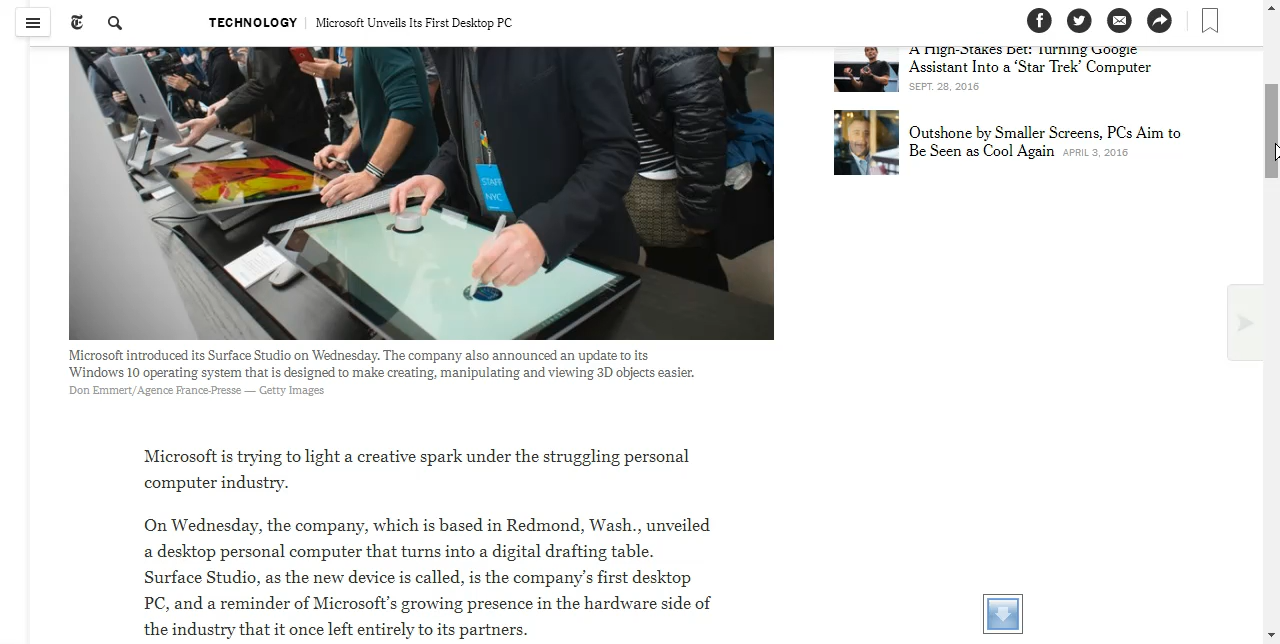 TECHNOLOGY Microsoft Unveils Its First Desktop PC
A High-Stakes Bet: Turning Google
Assistant Into a ‘Star Trek’ Computer
SEPT. 28, 2016
Outshone by Smaller Screens, PCs Aim to
Be Seen as Cool Again APRIL 3, 2016
STAFF
NYC
Microsoft introduced its Surface Studio on Wednesday. The company also announced an update to its
Windows 10 operating system that is designed to make creating, manipulating and viewing 3D objects easier.
Don Emmert/Agence France-Presse — Getty Images
Microsoft is trying to light a creative spark under the struggling personal
computer industry.
On Wednesday, the company, which is based in Redmond, Wash., unveiled
a desktop personal computer that turns into a digital drafting table.
Surface Studio, as the new device is called, is the company’s first desktop
PC, and a reminder of Microsoft’s growing presence in the hardware side of
the industry that it once left entirely to its partners.